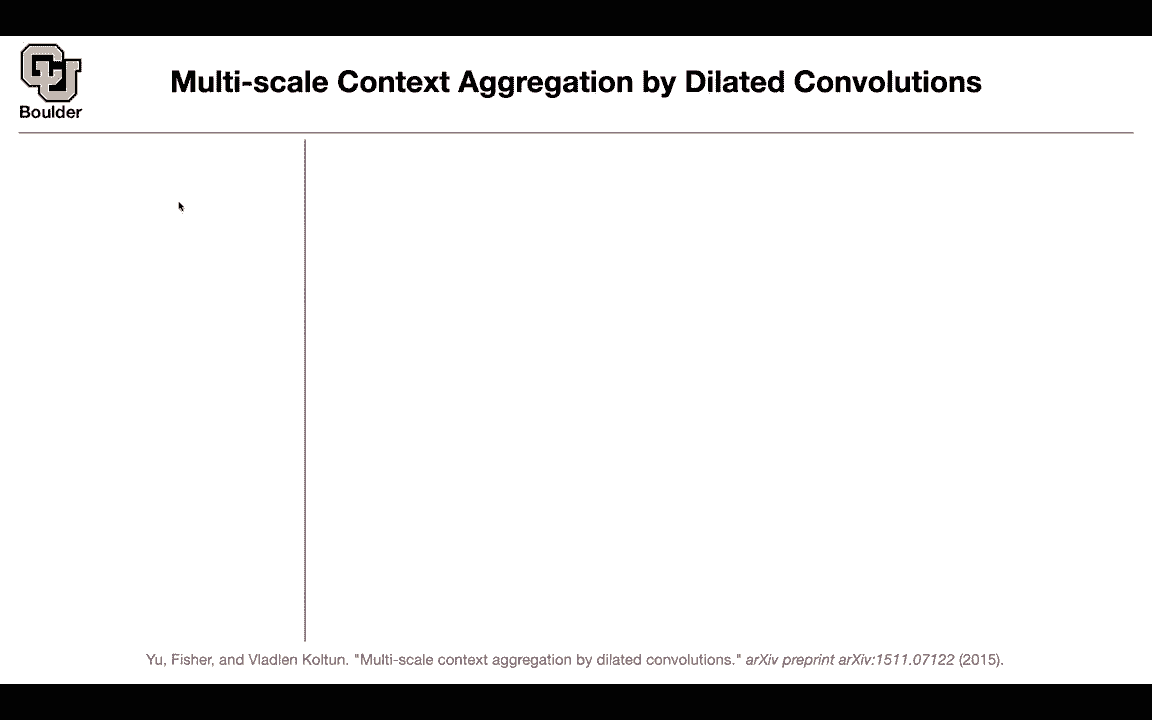 Multi-scale Context Aggregation by Dilated Convolutions
CU
Boulder
Yu, Fisher, and Vladlen Koltun. "Multi-scale context aggregation by dilated convolutions." arXiv preprint arXiv:1511.07122 (2015).